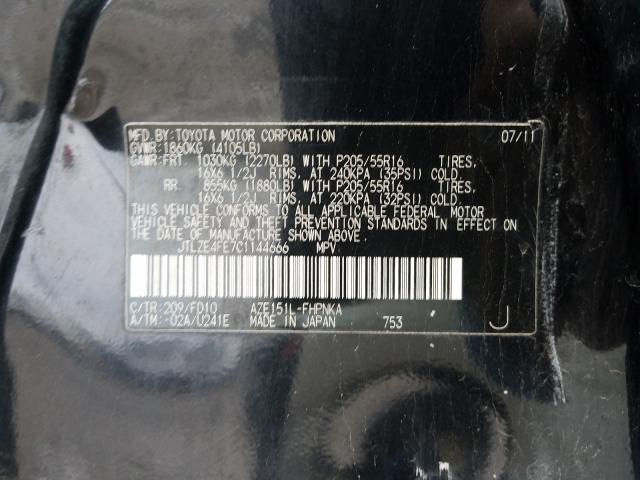 MFD.BY:TOYOTA MOTOR CORPORATION 07/11
GVWR:1860KG (4105LB)
GAWR:FRT 1030KG (2270LB) WITH P205/55R16 TIRES,
16X6 1/2J RIMS, AT 240KPA (35PSI) COLD.
RR 855KG (1880LB) WITH P205/55R16 TIRES,
16X6 1/2J RIMS, AT 220KPA (32PSI) COLD.
THIS VEHICLE CONFORMS TO ALL APPLICABLE FEDERAL MOTOR
VEHICLE SAFETY AND THEFT PREVENTION STANDARDS IN EFFECT
ON THE DATE OF MANUFACTURE SHOWN ABOVE.
JTLZE4FE7C1144666 MPV
C/TR:209/FD10 AZE151L-FHPNKA
A/TM:-02A/U241E MADE IN JAPAN 753 J